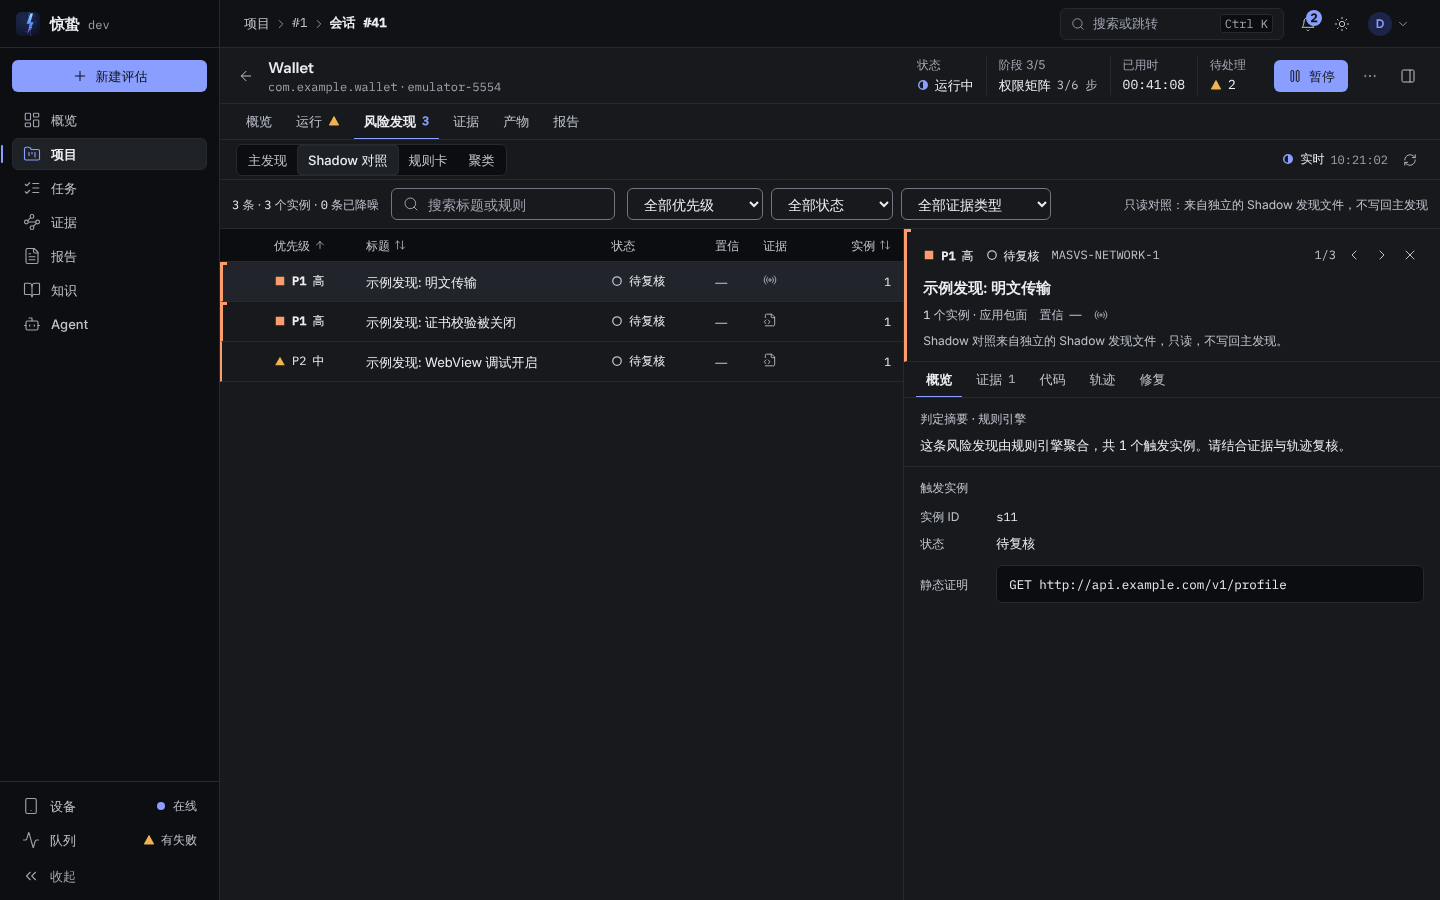 惊蛰 dev
项目 > #1 > 会话 #41
搜索或跳转 Ctrl K
2
D
新建评估
概览
项目
任务
证据
报告
知识
Agent
设备 在线
队列 有失败
收起
Wallet
com.example.wallet · emulator-5554
状态
运行中
阶段 3/5
权限矩阵 3/6 步
已用时
00:41:08
待处理
2
暂停
概览 运行 风险发现 3 证据 产物 报告
主发现 Shadow 对照 规则卡 聚类
实时 10:21:02
3 条 · 3 个实例 · 0 条已降噪
搜索标题或规则
全部优先级
全部状态
全部证据类型
只读对照：来自独立的 Shadow 发现文件，不写回主发现
优先级 标题 状态 置信 证据 实例
P1 高 示例发现: 明文传输 待复核 — 1
P1 高 示例发现: 证书校验被关闭 待复核 — 1
P2 中 示例发现: WebView 调试开启 待复核 — 1
P1 高 待复核 MASVS-NETWORK-1 1/3
示例发现: 明文传输
1 个实例 · 应用包面 置信 —
Shadow 对照来自独立的 Shadow 发现文件，只读，不写回主发现。
概览 证据 1 代码 轨迹 修复
判定摘要 · 规则引擎
这条风险发现由规则引擎聚合，共 1 个触发实例。请结合证据与轨迹复核。
触发实例
实例 ID s11
状态 待复核
静态证明 GET http://api.example.com/v1/profile